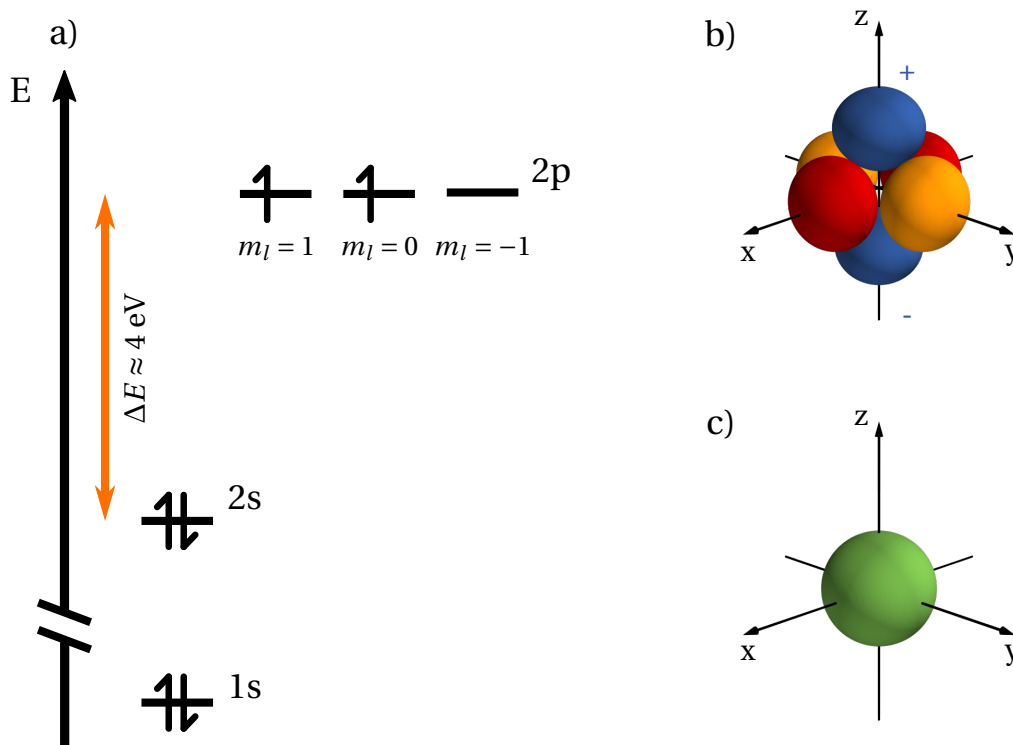 a)
E
2p
m_l = 1
m_l = 0
m_l = −1
ΔE ≈ 4 eV
2s
1s
b)
z
+
x
y
-
c)
z
x
y